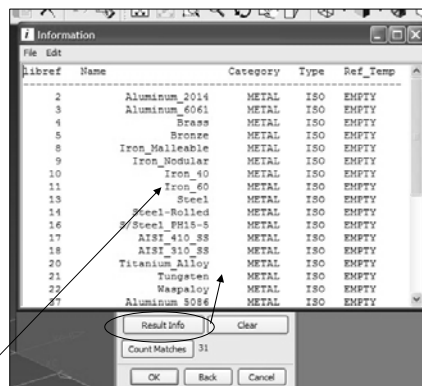 Information
File Edit
libref Name Category Type Ref_Temp
2 Aluminum_2014 METAL ISO EMPTY
3 Aluminum_6061 METAL ISO EMPTY
4 Brass METAL ISO EMPTY
5 Bronze METAL ISO EMPTY
8 Iron_Malleable METAL ISO EMPTY
9 Iron_Nodular METAL ISO EMPTY
10 Iron_40 METAL ISO EMPTY
11 Iron_60 METAL ISO EMPTY
13 Steel METAL ISO EMPTY
14 Steel-Rolled METAL ISO EMPTY
16 S/Steel_PH15-5 METAL ISO EMPTY
17 AISI_410_SS METAL ISO EMPTY
18 AISI_310_SS METAL ISO EMPTY
20 Titanium_Alloy METAL ISO EMPTY
21 Tungsten METAL ISO EMPTY
22 Waspaloy METAL ISO EMPTY
37 Aluminum_5086 METAL ISO EMPTY
Result Info Clear
Count Matches 31
OK Back Cancel